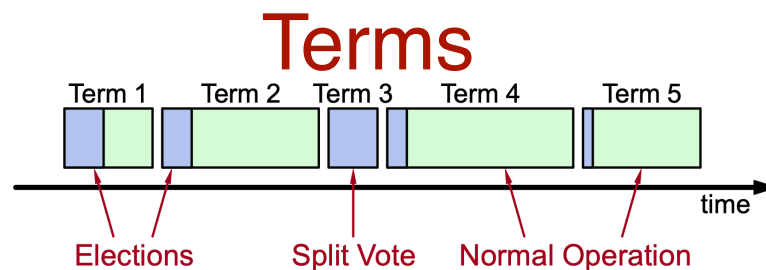 Terms
Term 1 Term 2 Term 3 Term 4 Term 5
time
Elections Split Vote Normal Operation